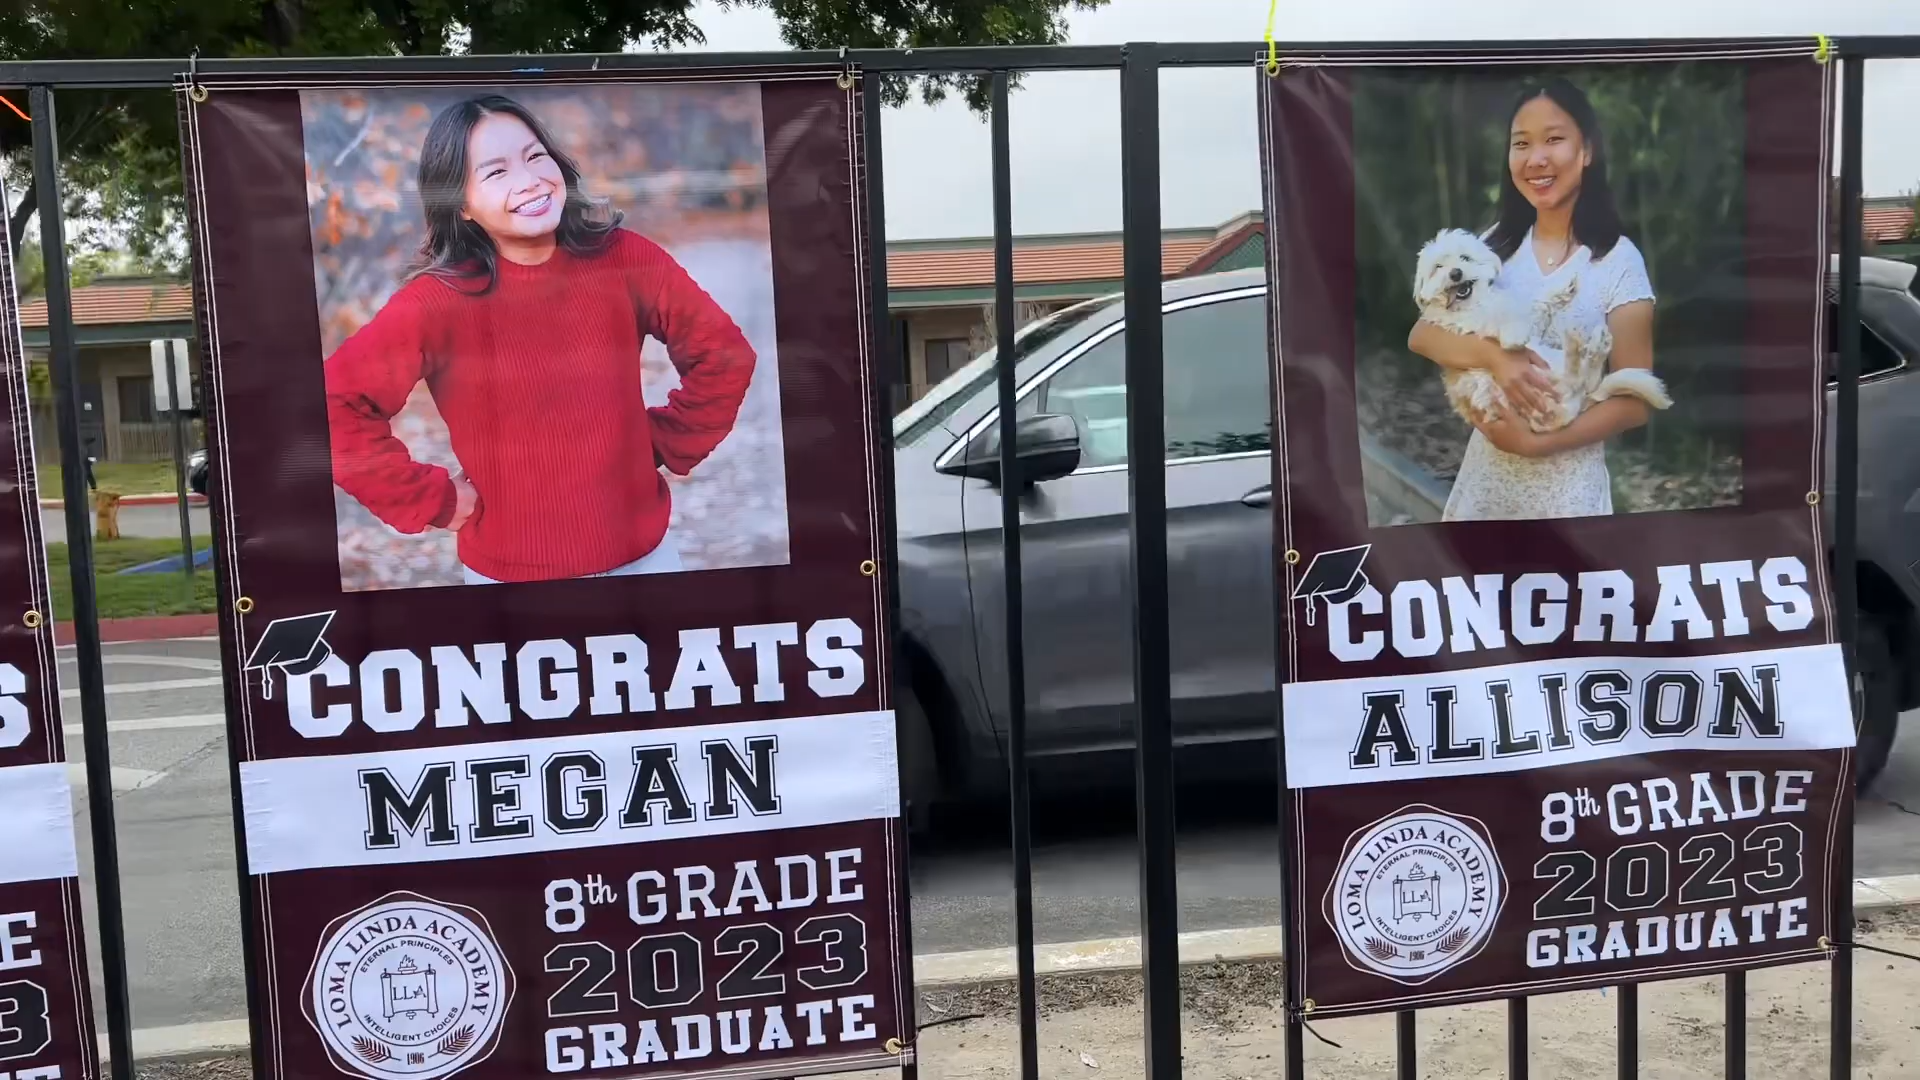 CONGRATS
MEGAN
8th GRADE
2023
GRADUATE
LOMA LINDA ACADEMY
ETERNAL PRINCIPLES
LLA
INTELLIGENT CHOICES
1906
CONGRATS
ALLISON
8th GRADE
2023
GRADUATE
LOMA LINDA ACADEMY
ETERNAL PRINCIPLES
LLA
INTELLIGENT CHOICES
1906
S
E
3